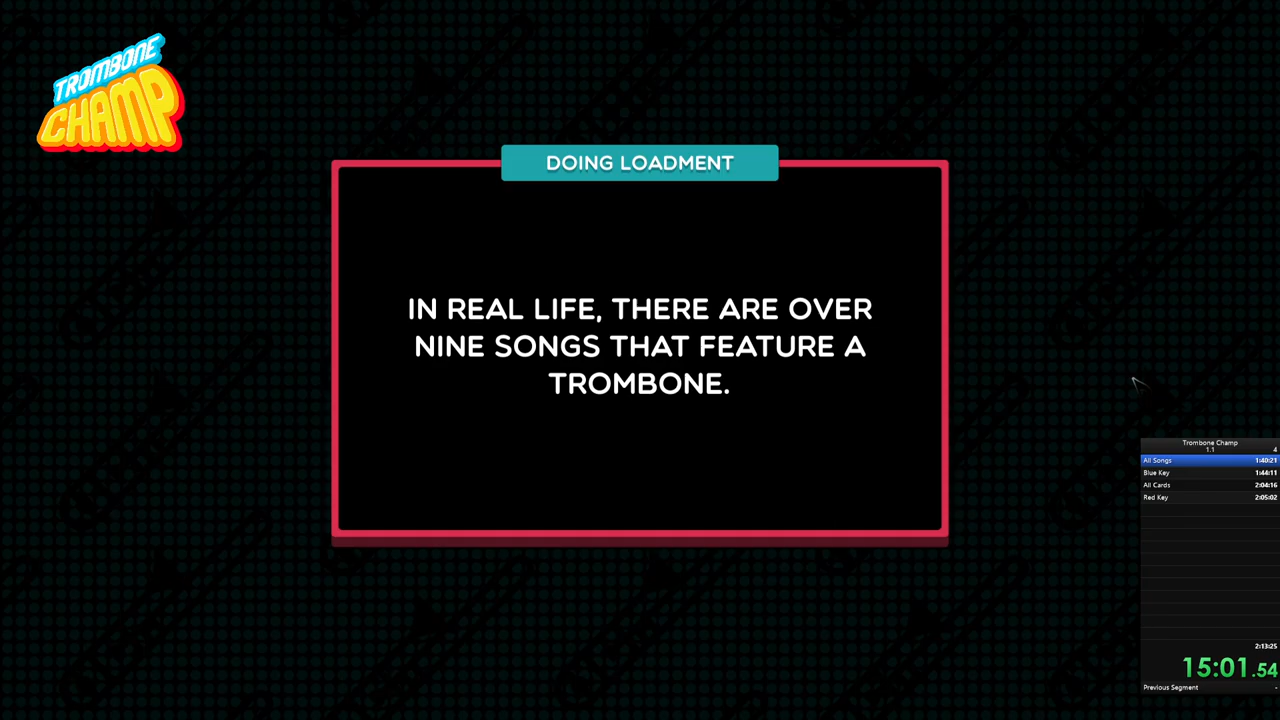 TROMBONE
CHAMP
DOING LOADMENT
IN REAL LIFE, THERE ARE OVER
NINE SONGS THAT FEATURE A
TROMBONE.
Trombone Champ
1.1 4
All Songs 1:40:21
Blue Key 1:44:11
All Cards 2:04:16
Red Key 2:05:02
2:13:25
15:01.54
Previous Segment -